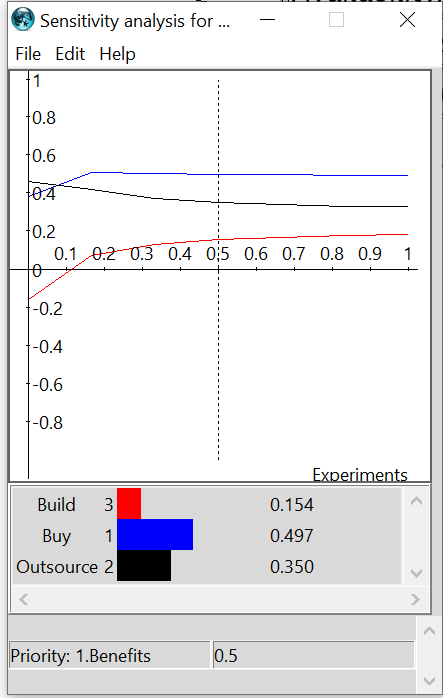 Sensitivity analysis for ...
File Edit Help
1
0.8
0.6
0.4
0.2
0.1 0.2 0.3 0.4 0.5 0.6 0.7 0.8 0.9 1
0
-0.2
-0.4
-0.6
-0.8
Experiments
Build 3 0.154
Buy 1 0.497
Outsource 2 0.350
Priority: 1.Benefits 0.5